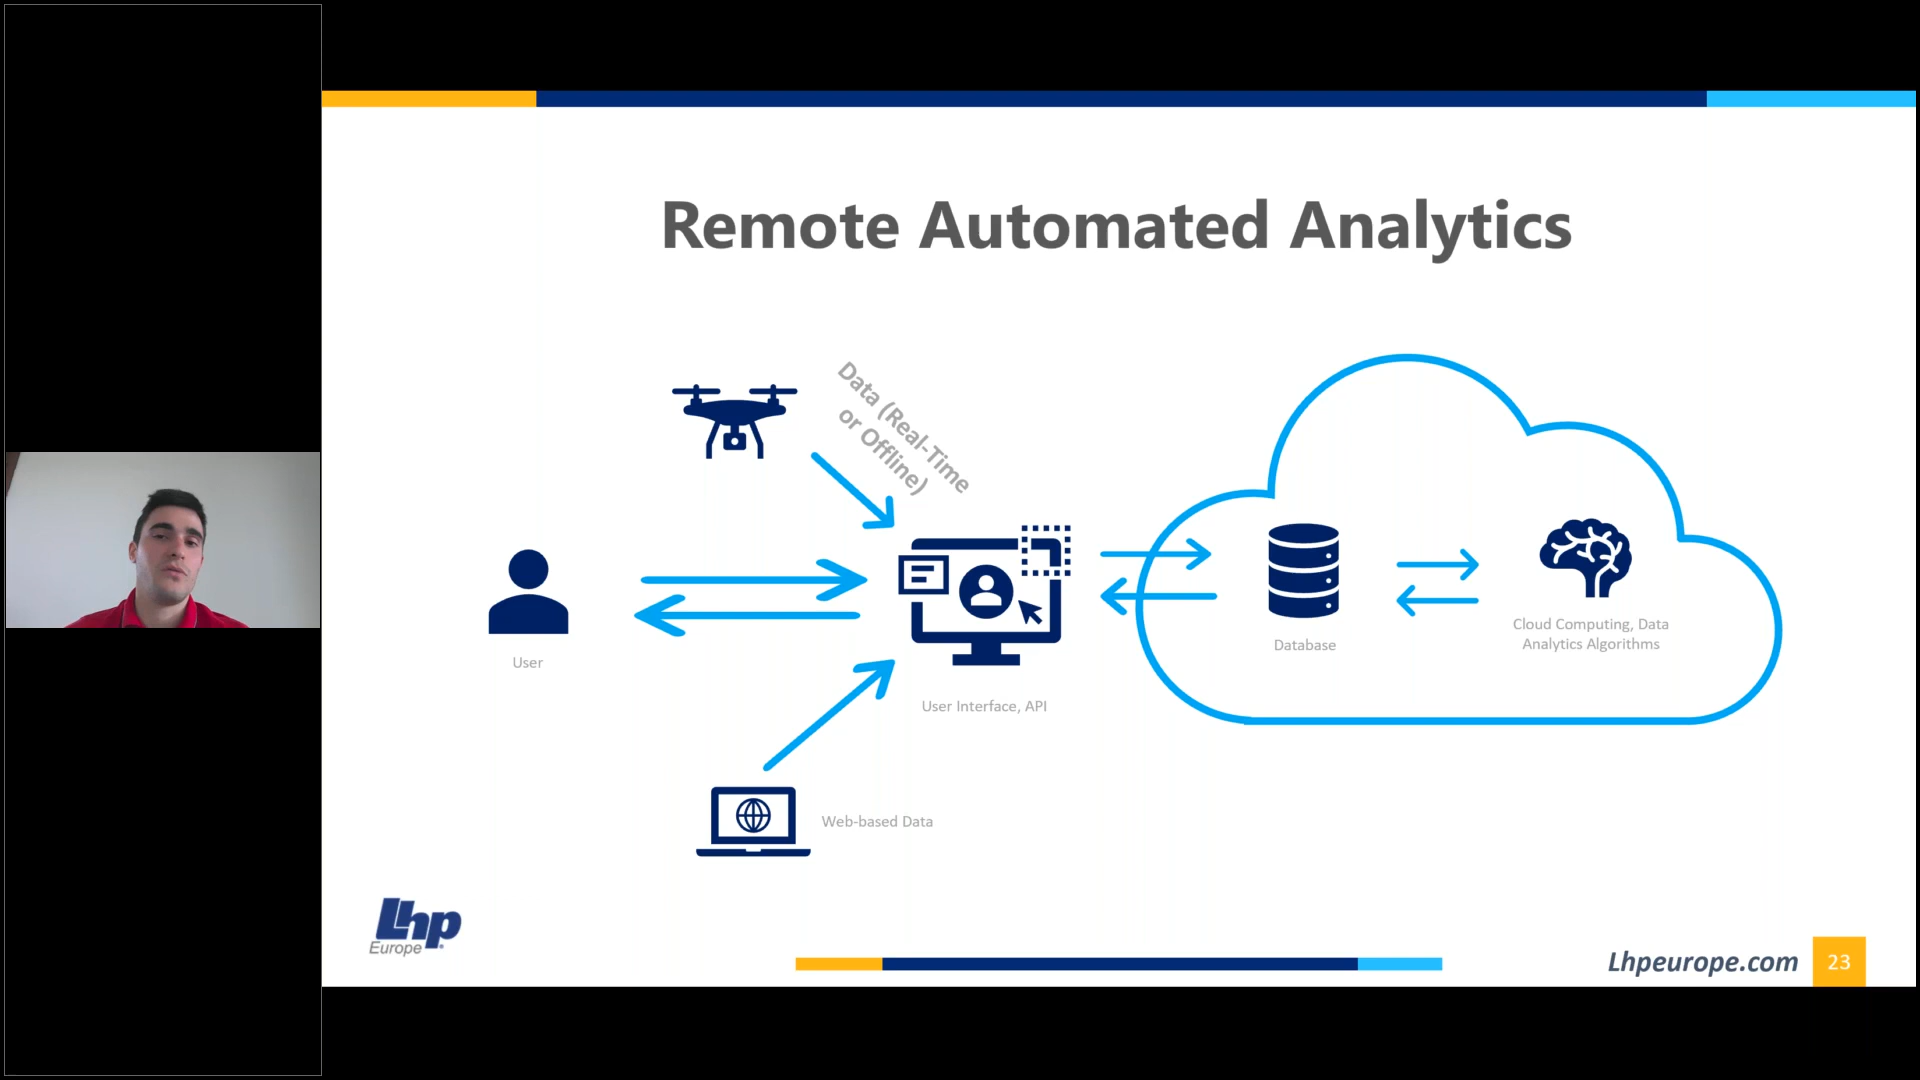 Remote Automated Analytics
Data (Real-Time
or Offline)
User
User Interface, API
Database
Cloud Computing, Data
Analytics Algorithms
Web-based Data
Lhp
Europe
Lhpeurope.com
23